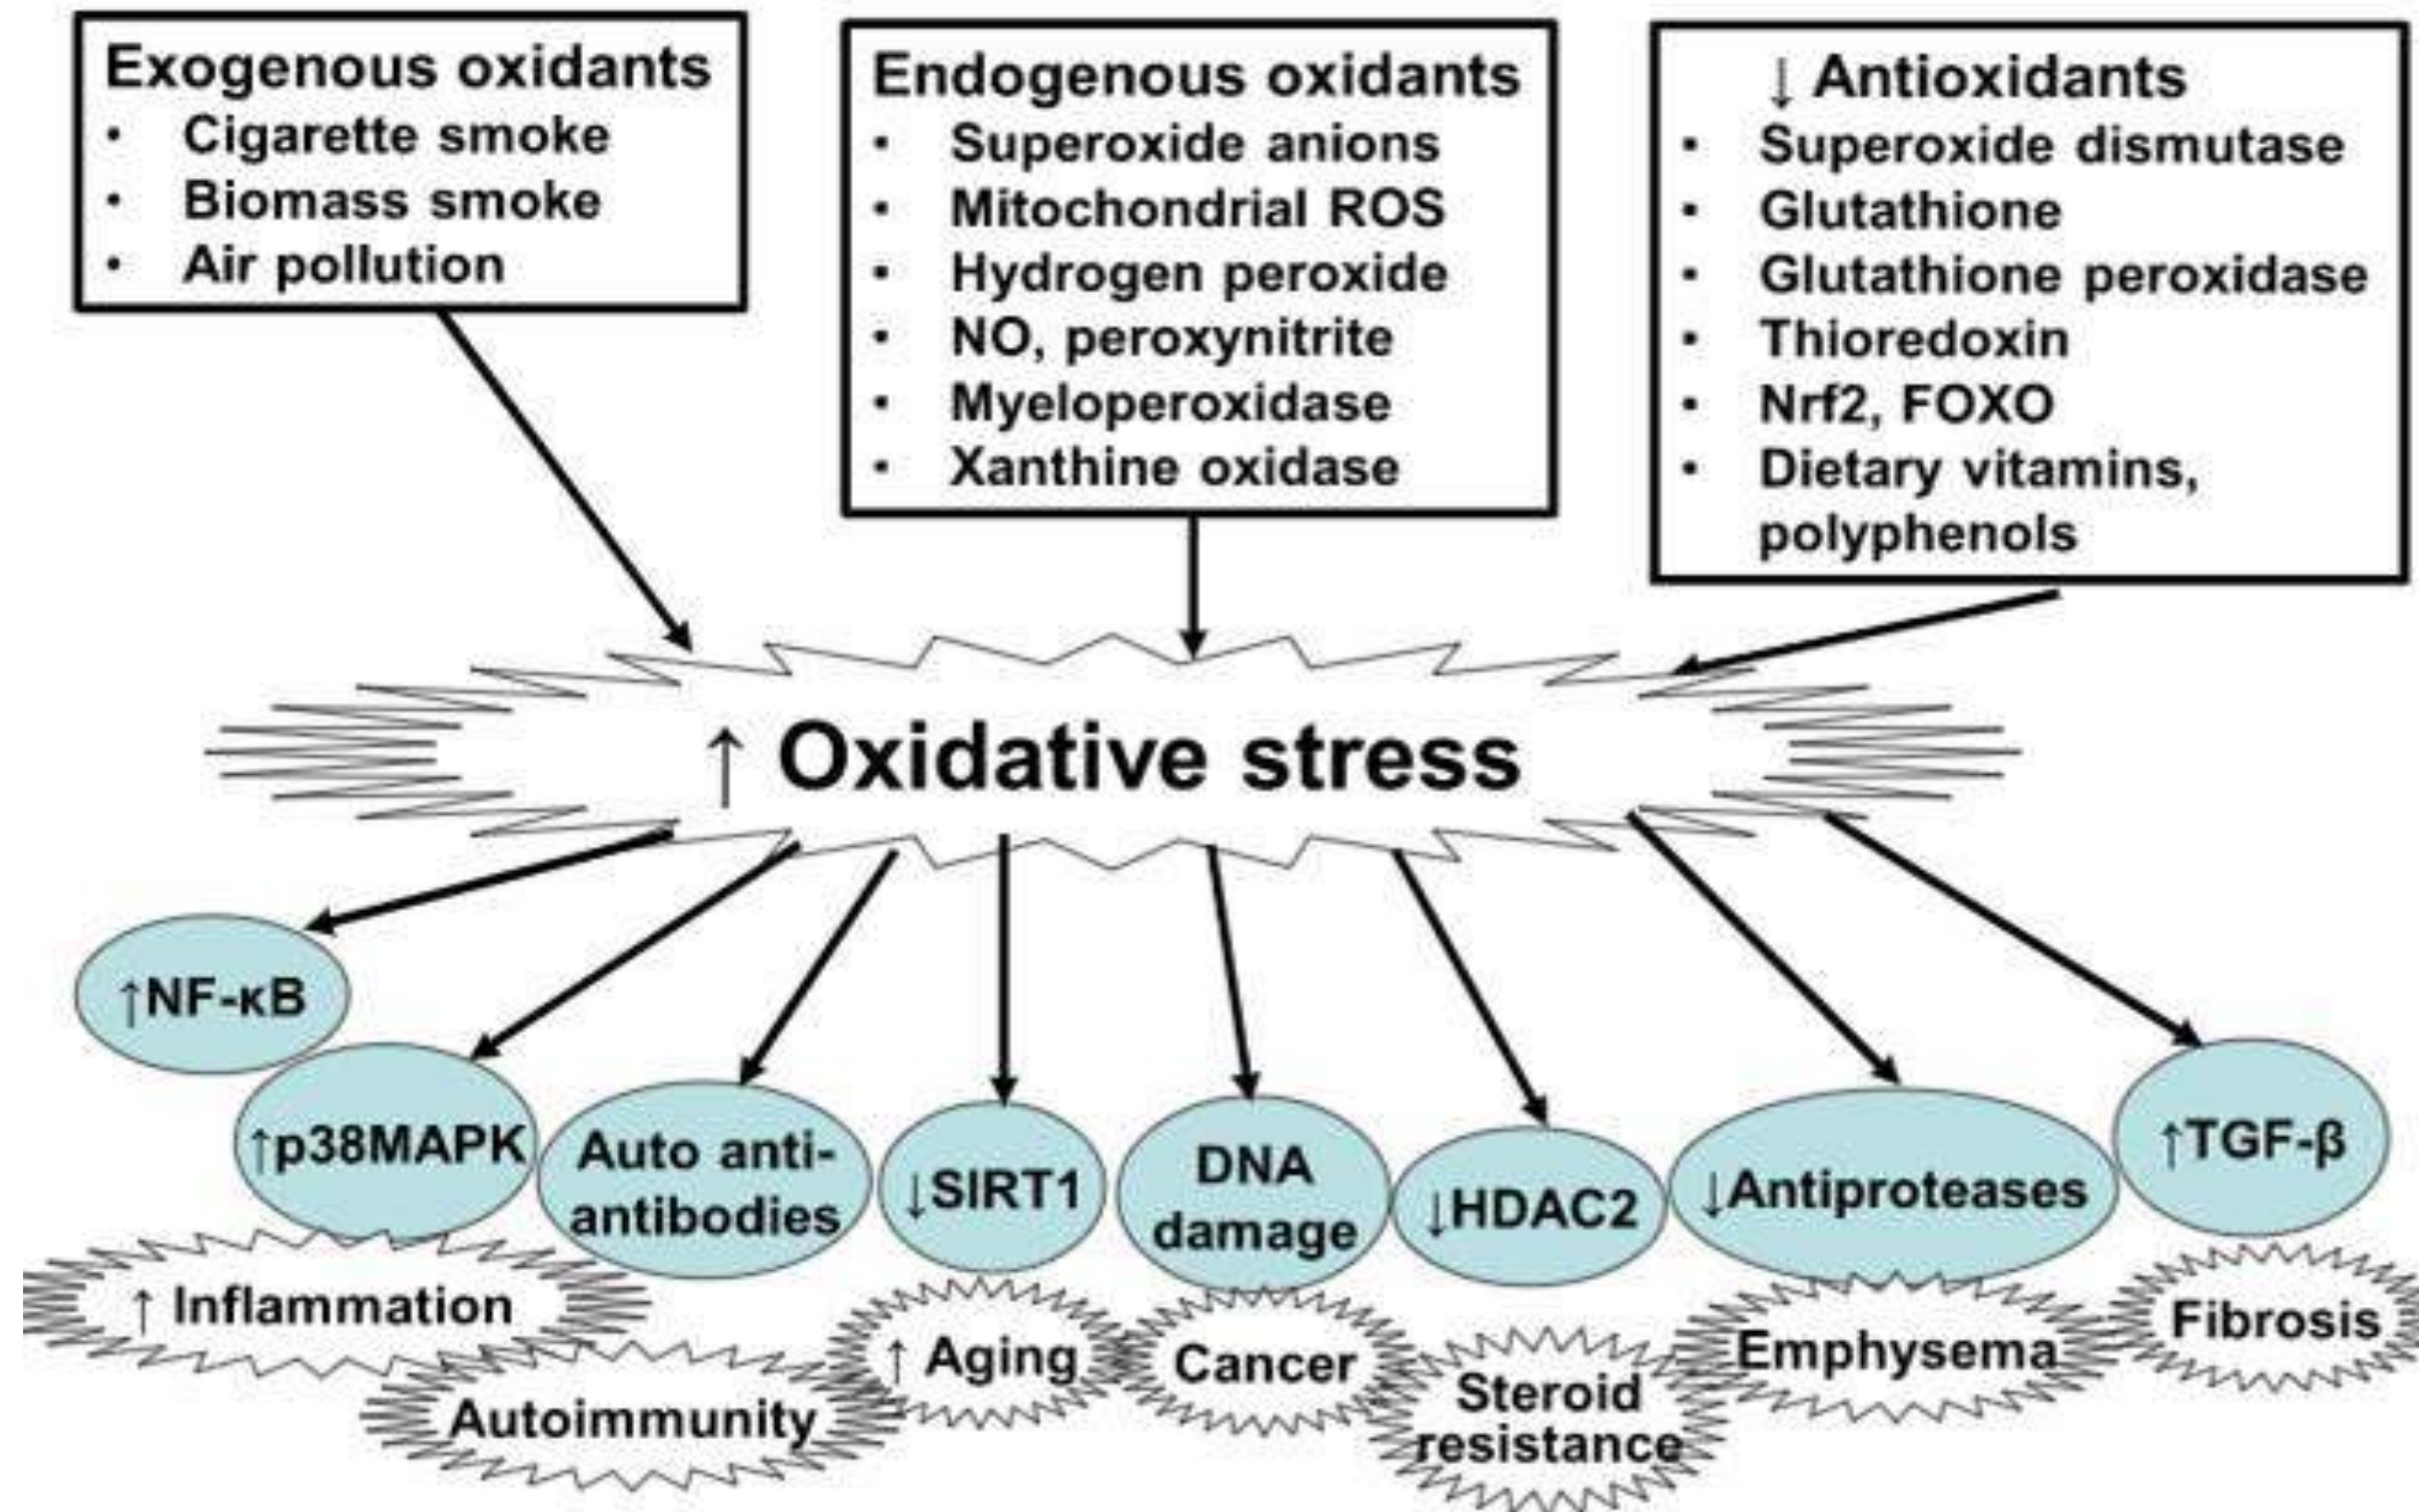 Exogenous oxidants
• Cigarette smoke
• Biomass smoke
• Air pollution
Endogenous oxidants
• Superoxide anions
• Mitochondrial ROS
• Hydrogen peroxide
• NO, peroxynitrite
• Myeloperoxidase
• Xanthine oxidase
↓ Antioxidants
• Superoxide dismutase
• Glutathione
• Glutathione peroxidase
• Thioredoxin
• Nrf2, FOXO
• Dietary vitamins,
polyphenols
↑ Oxidative stress
↑NF-κB
↑p38MAPK
Auto anti-
antibodies
↓SIRT1
DNA
damage
↓HDAC2
↓Antiproteases
↑TGF-β
↑ Inflammation
Autoimmunity
↑ Aging
Cancer
Steroid
resistance
Emphysema
Fibrosis